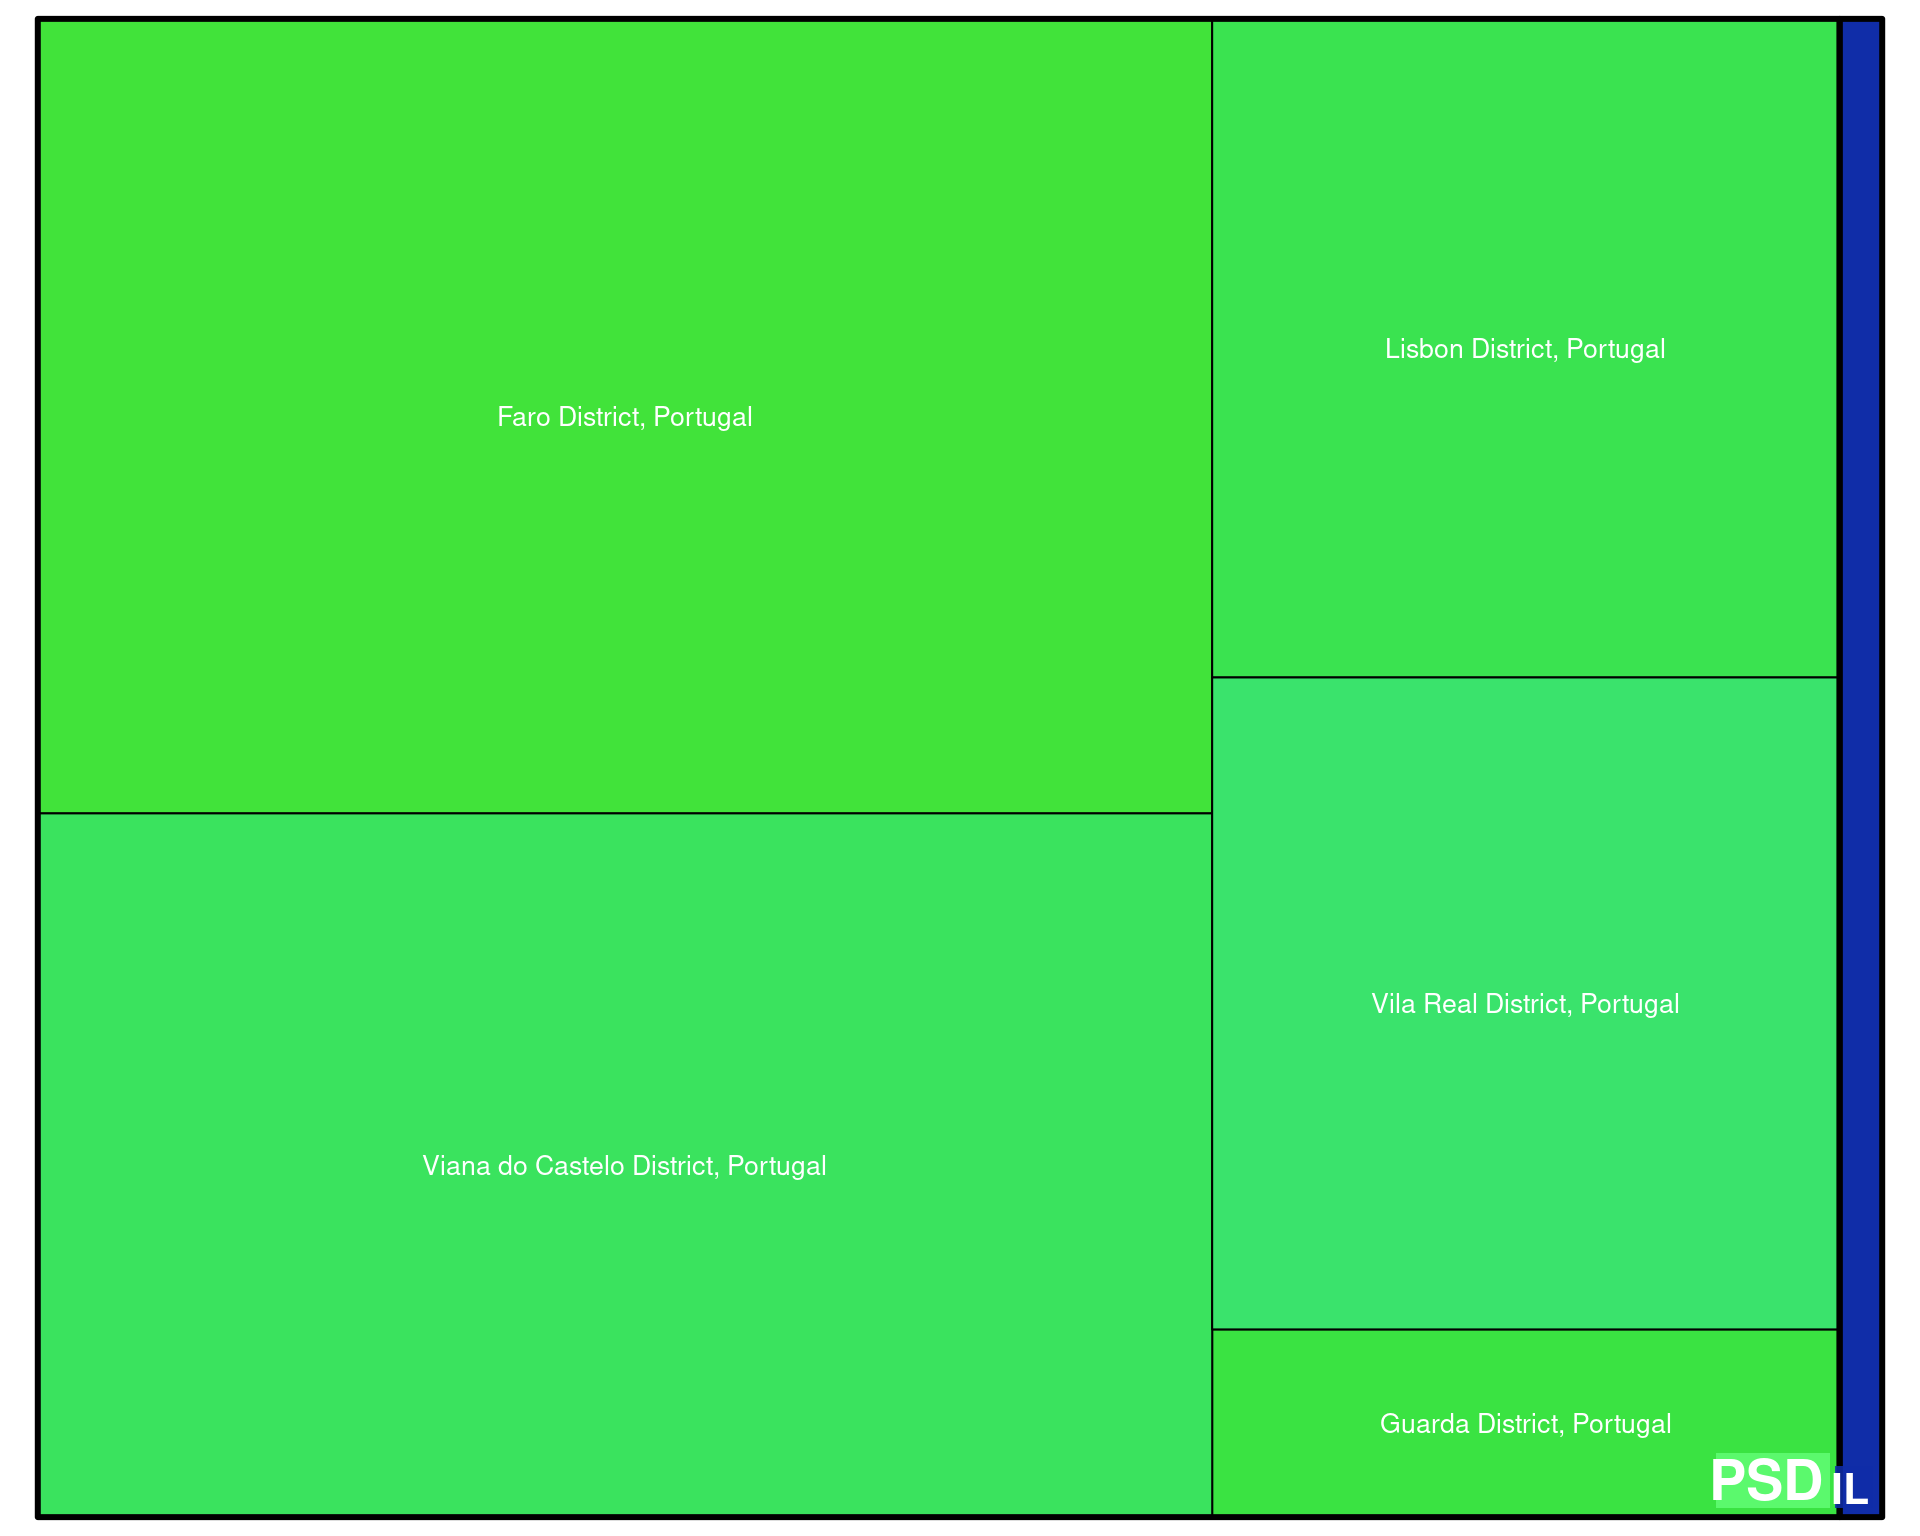 Faro District, Portugal
Lisbon District, Portugal
Viana do Castelo District, Portugal
Vila Real District, Portugal
Guarda District, Portugal
PSD
IL